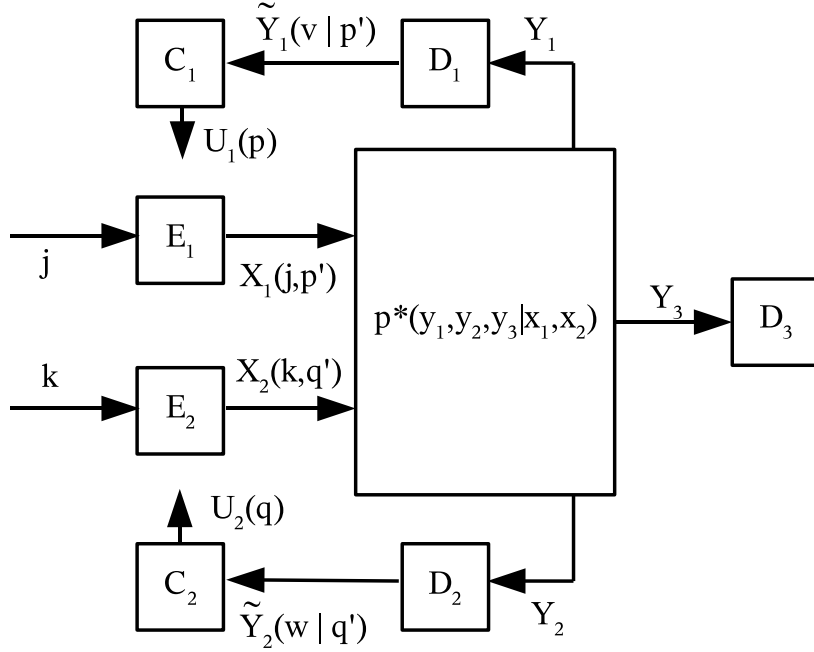 C₁
Ỹ₁(v | p')
D₁
Y₁
U₁(p)
j
E₁
X₁(j,p')
p*(y₁,y₂,y₃|x₁,x₂)
Y₃
D₃
k
E₂
X₂(k,q')
U₂(q)
C₂
Ỹ₂(w | q')
D₂
Y₂